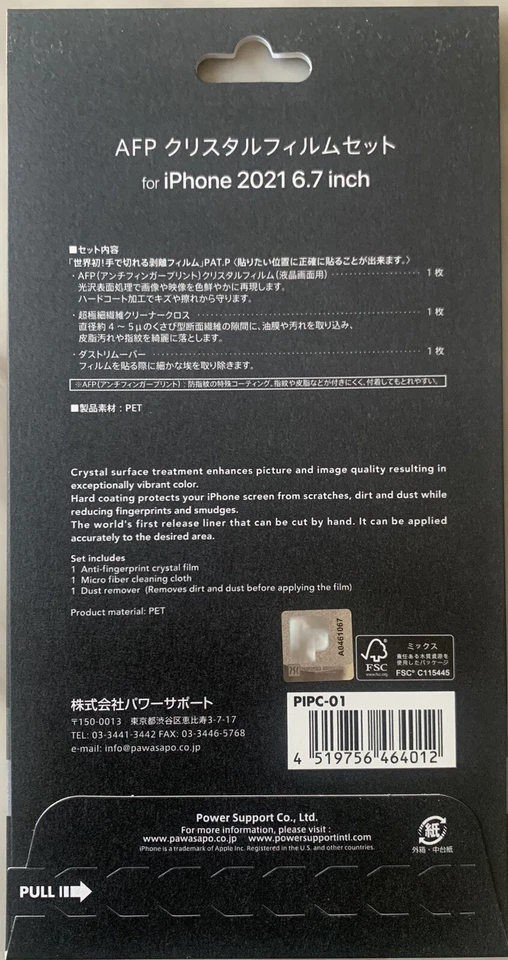 AFP クリスタルフィルムセット
for iPhone 2021 6.7 inch
■セット内容
「世界初!手で切れる剥離フィルム」PAT.P〈貼りたい位置に正確に貼ることが出来ます。〉
・AFP(アンチフィンガープリント)クリスタルフィルム(液晶画面用) ························ 1 枚
光沢表面処理で画像や映像を色鮮やかに再現します。
ハードコート加工でキズや擦れから守ります。
・超極細繊維クリーナークロス ························ 1 枚
直径約 4 ~ 5μのくさび型断面繊維の隙間に、油膜や汚れを取り込み、
皮脂汚れや指紋を綺麗に落とします。
・ダストリムーバー ························ 1 枚
フィルムを貼る際に細かな埃を取り除きます。
※AFP(アンチフィンガープリント):防指紋の特殊コーティング。指紋や皮脂などが付きにくく、付着してもとれやすい。
■製品素材:PET
Crystal surface treatment enhances picture and image quality resulting in
exceptionally vibrant color.
Hard coating protects your iPhone screen from scratches, dirt and dust while
reducing fingerprints and smudges.
The world's first release liner that can be cut by hand. It can be applied
accurately to the desired area.
Set includes
1 Anti-fingerprint crystal film
1 Micro fiber cleaning cloth
1 Dust remover (Removes dirt and dust before applying the film)
Product material: PET
A0461067
FSC
www.fsc.org
ミックス
責任ある木質資源を
使用したパッケージ
FSC® C115445
株式会社パワーサポート
〒150-0013 東京都渋谷区恵比寿3-7-17
TEL: 03-3441-3442 FAX: 03-3446-5768
e-mail: info@pawasapo.co.jp
PIPC-01
4 519756 464012
Power Support Co., Ltd.
For more information, please visit :
www.pawasapo.co.jp www.powersupportintl.com
iPhone is a trademark of Apple Inc. Registered in the U.S. and other countries.
紙
外箱・中台紙
PULL